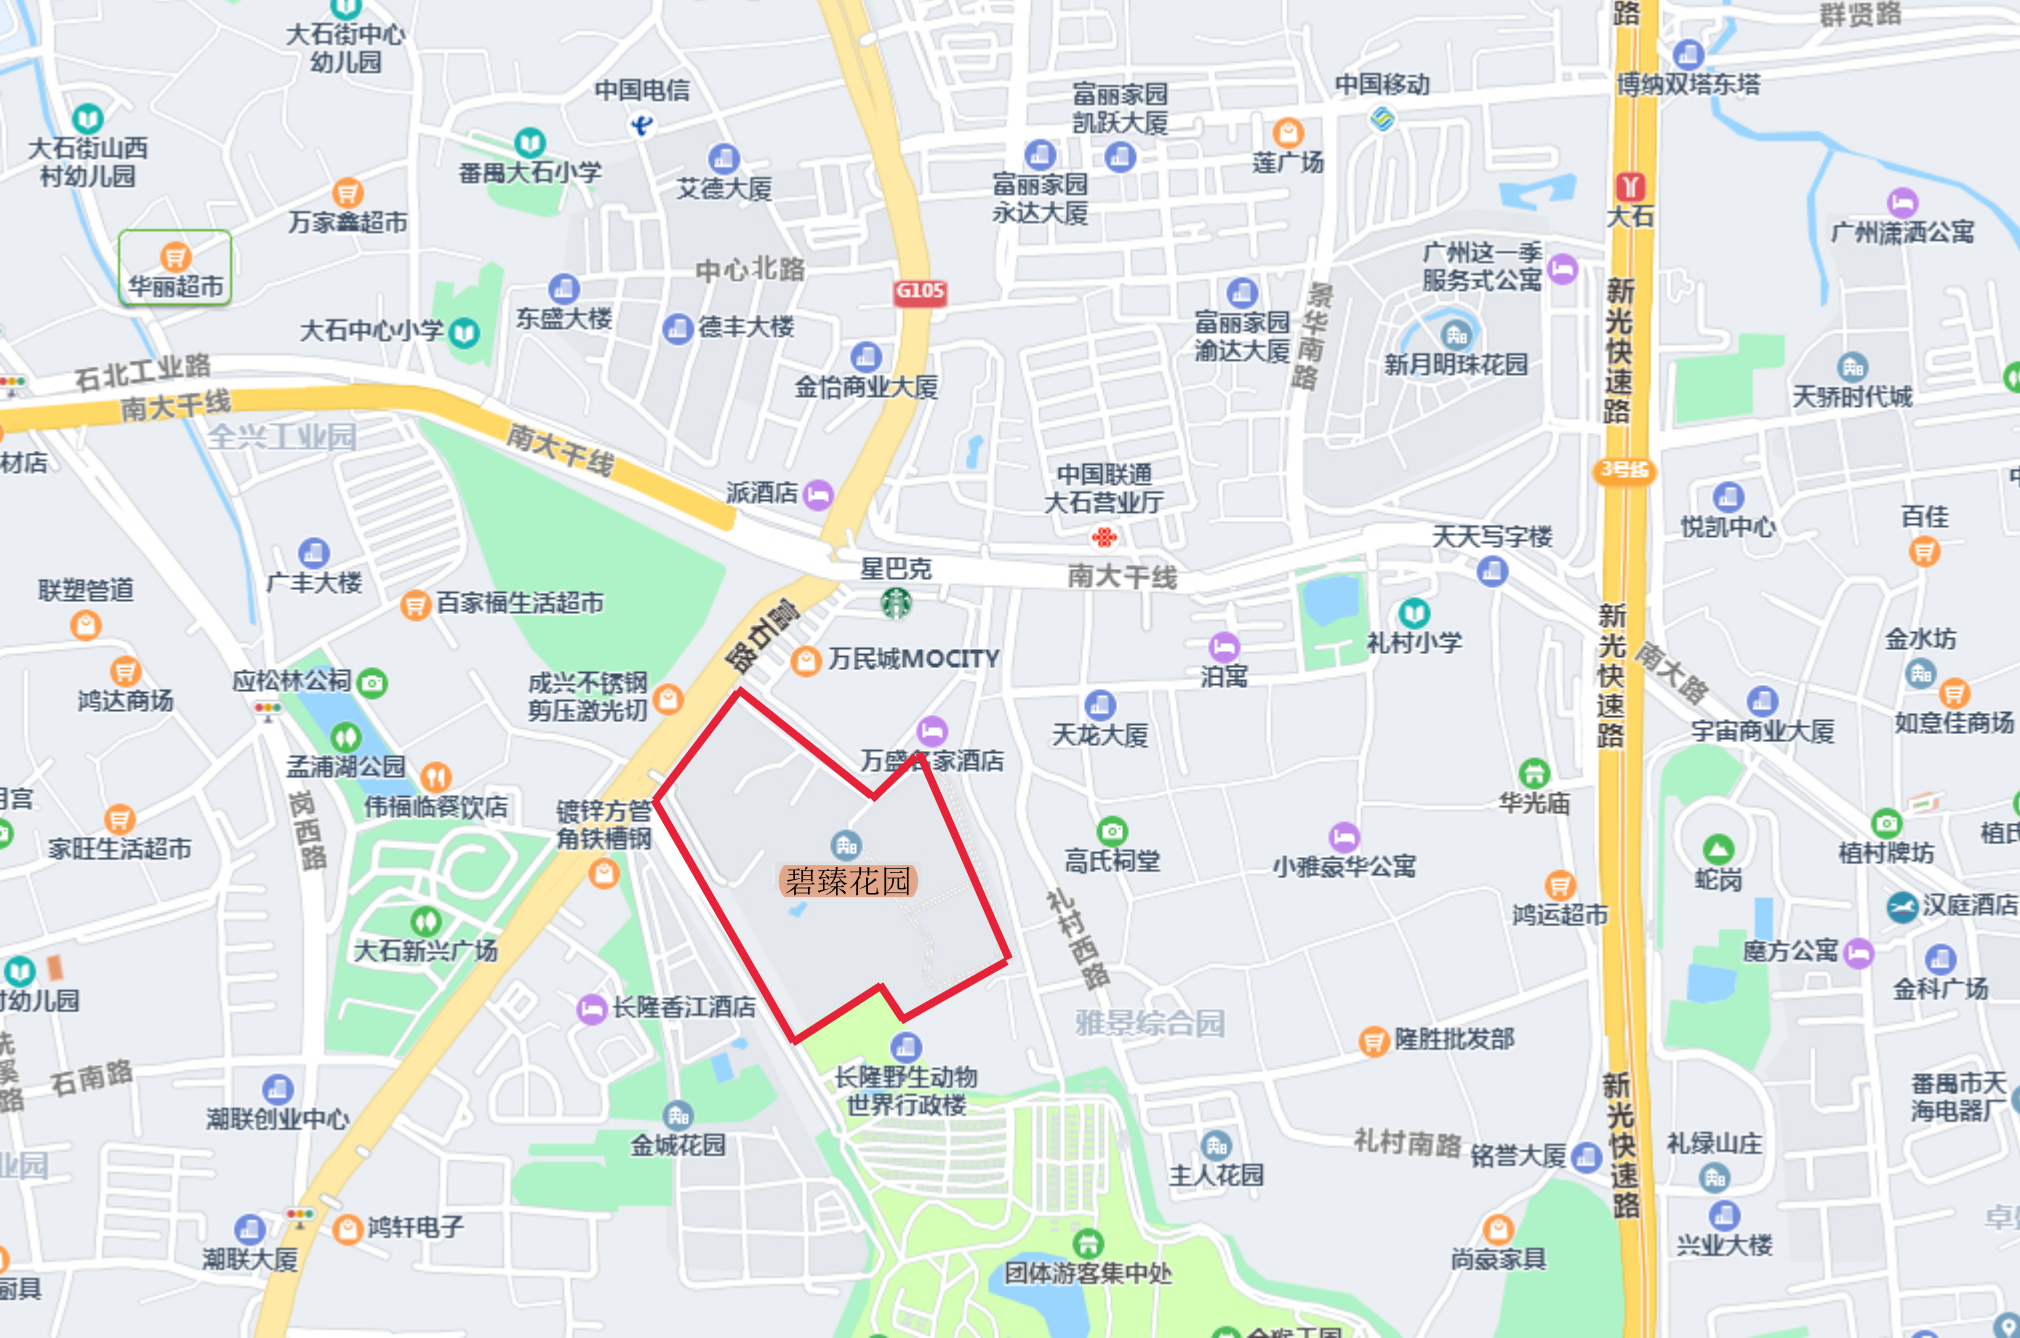 大石街中心
幼儿园
路
群贤路
博纳双塔东塔
中国电信
富丽家园
凯跃大厦
中国移动
大石街山西
村幼儿园
番禺大石小学
艾德大厦
富丽家园
永达大厦
莲广场
万家鑫超市
大石
广州潇洒公寓
华丽超市
中心北路
广州这一季
服务式公寓
G105
新光快速路
景华南路
大石中心小学
东盛大楼
德丰大楼
富丽家园
渝达大厦
新月明珠花园
石北工业路
金怡商业大厦
天骄时代城
南大干线
全兴工业园
南大干线
材店
派酒店
中国联通
大石营业厅
3号线
悦凯中心
百佳
天天写字楼
广丰大楼
星巴克
南大干线
联塑管道
百家福生活超市
富石路
新光快速路
礼村小学
金水坊
万民城MOCITY
泊寓
南大路
应松林公祠
成兴不锈钢
剪压激光切
鸿达商场
天龙大厦
宇宙商业大厦
如意佳商场
万盛名家酒店
孟浦湖公园
月宫
伟福临餐饮店
镀锌方管
角铁槽钢
华光庙
岗西路
家旺生活超市
高氏祠堂
小雅豪华公寓
植村牌坊
植氏
蛇岗
碧臻花园
鸿运超市
汉庭酒店
礼村西路
大石新兴广场
魔方公寓
金科广场
村幼儿园
长隆香江酒店
雅景综合园
隆胜批发部
冼溪路
石南路
长隆野生动物
世界行政楼
新光快速路
番禺市天
海电器厂
潮联创业中心
金城花园
礼村南路
铭誉大厦
礼绿山庄
业园
主人花园
鸿轩电子
潮联大厦
兴业大楼
尚豪家具
团体游客集中处
厨具